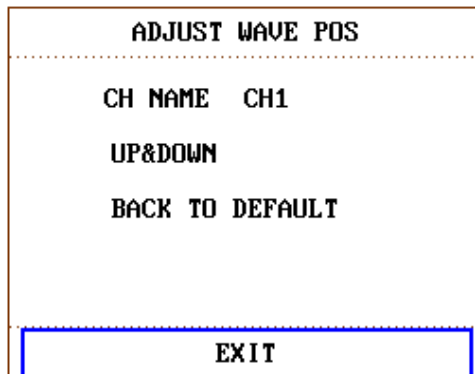 ADJUST WAVE POS
CH NAME CH1
UP&DOWN
BACK TO DEFAULT
EXIT